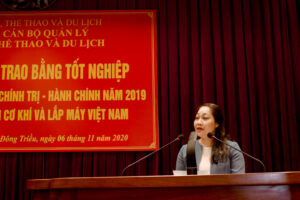 , THỂ THAO VÀ DU LỊCH
CÁN BỘ QUẢN LÝ
HỂ THAO VÀ DU LỊCH
TRAO BẰNG TỐT NGHIỆP
CHÍNH TRỊ - HÀNH CHÍNH NĂM 2019
CƠ KHÍ VÀ LẮP MÁY VIỆT NAM
Đông Triều, ngày 06 tháng 11 năm 2020